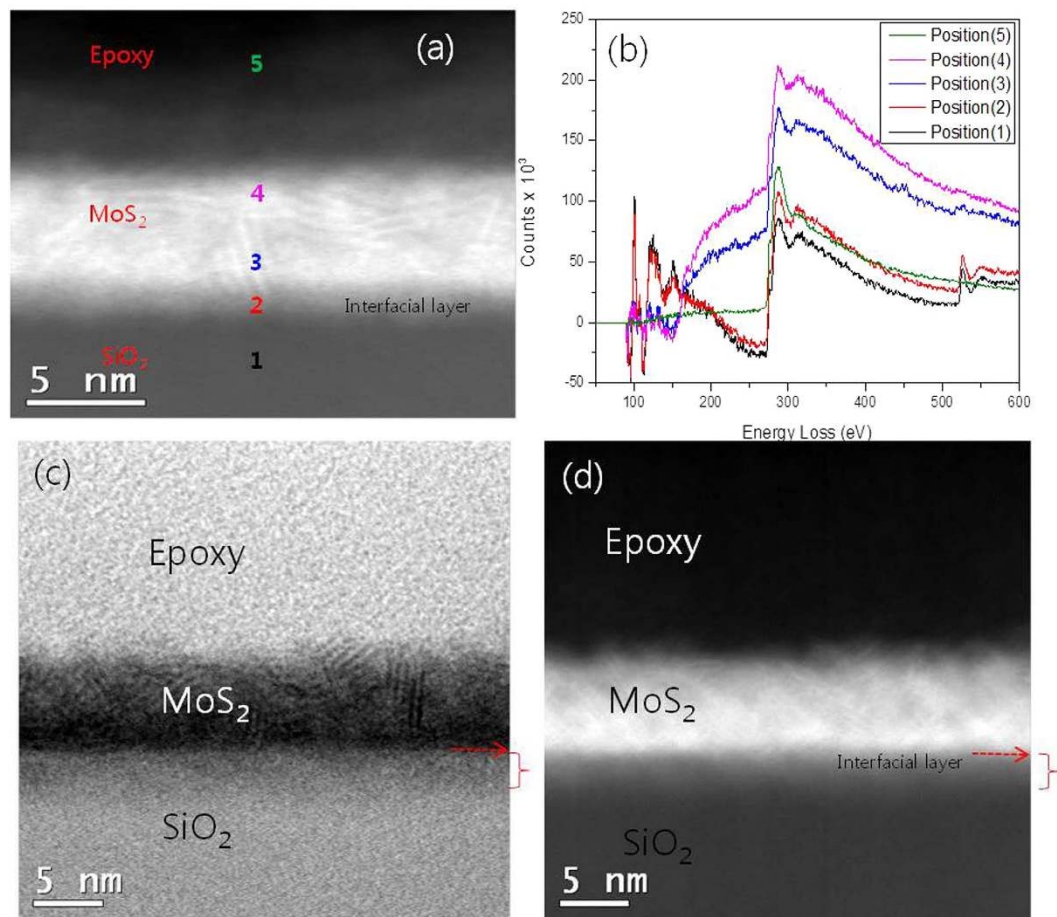 (a)
Epoxy
5
4
MoS₂
3
2
Interfacial layer
SiO₂
1
5 nm
(b)
Position(5)
Position(4)
Position(3)
Position(2)
Position(1)
Counts x 10³
250
200
150
100
50
0
-50
100 200 300 400 500 600
Energy Loss (eV)
(c)
Epoxy
MoS₂
SiO₂
5 nm
(d)
Epoxy
MoS₂
Interfacial layer
SiO₂
5 nm